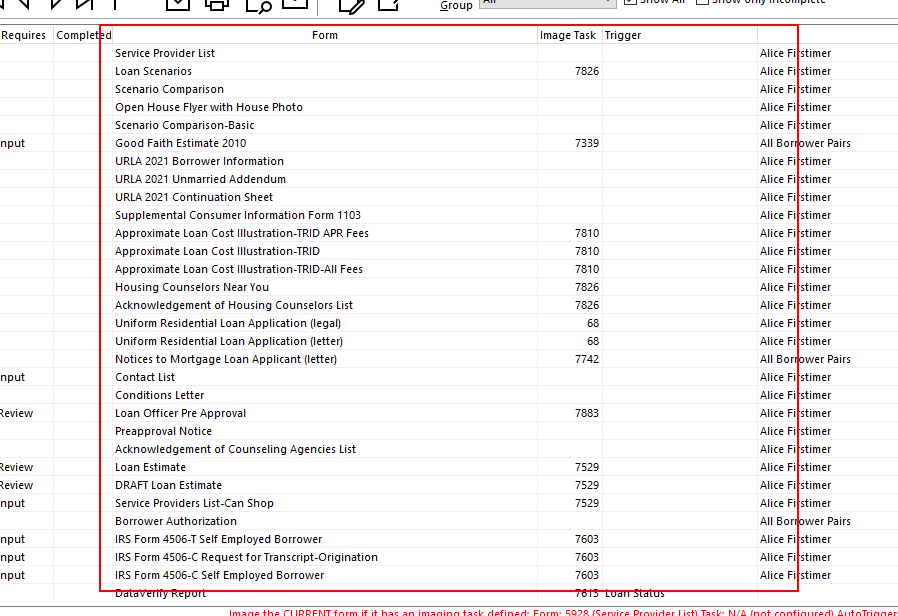 Group All Show All Show only incomplete
Requires Completed Form Image Task Trigger
Service Provider List Alice Firstimer
Loan Scenarios 7826 Alice Firstimer
Scenario Comparison Alice Firstimer
Open House Flyer with House Photo Alice Firstimer
Scenario Comparison-Basic Alice Firstimer
nput Good Faith Estimate 2010 7339 All Borrower Pairs
URLA 2021 Borrower Information Alice Firstimer
URLA 2021 Unmarried Addendum Alice Firstimer
URLA 2021 Continuation Sheet Alice Firstimer
Supplemental Consumer Information Form 1103 Alice Firstimer
Approximate Loan Cost Illustration-TRID APR Fees 7810 Alice Firstimer
Approximate Loan Cost Illustration-TRID 7810 Alice Firstimer
Approximate Loan Cost Illustration-TRID-All Fees 7810 Alice Firstimer
Housing Counselors Near You 7826 Alice Firstimer
Acknowledgement of Housing Counselors List 7826 Alice Firstimer
Uniform Residential Loan Application (legal) 68 Alice Firstimer
Uniform Residential Loan Application (letter) 68 Alice Firstimer
Notices to Mortgage Loan Applicant (letter) 7742 All Borrower Pairs
nput Contact List Alice Firstimer
Conditions Letter Alice Firstimer
Review Loan Officer Pre Approval 7883 Alice Firstimer
Preapproval Notice Alice Firstimer
Acknowledgement of Counseling Agencies List Alice Firstimer
Review Loan Estimate 7529 Alice Firstimer
Review DRAFT Loan Estimate 7529 Alice Firstimer
nput Service Providers List-Can Shop 7529 Alice Firstimer
Borrower Authorization All Borrower Pairs
nput IRS Form 4506-T Self Employed Borrower 7603 Alice Firstimer
nput IRS Form 4506-C Request for Transcript-Origination 7603 Alice Firstimer
nput IRS Form 4506-C Self Employed Borrower 7603 Alice Firstimer
DataVerify Report 7615 Loan Status
Image the CURRENT form if it has an imaging task defined: Form: 5928 (Service Provider List) Task: N/A (not configured) AutoTrigger